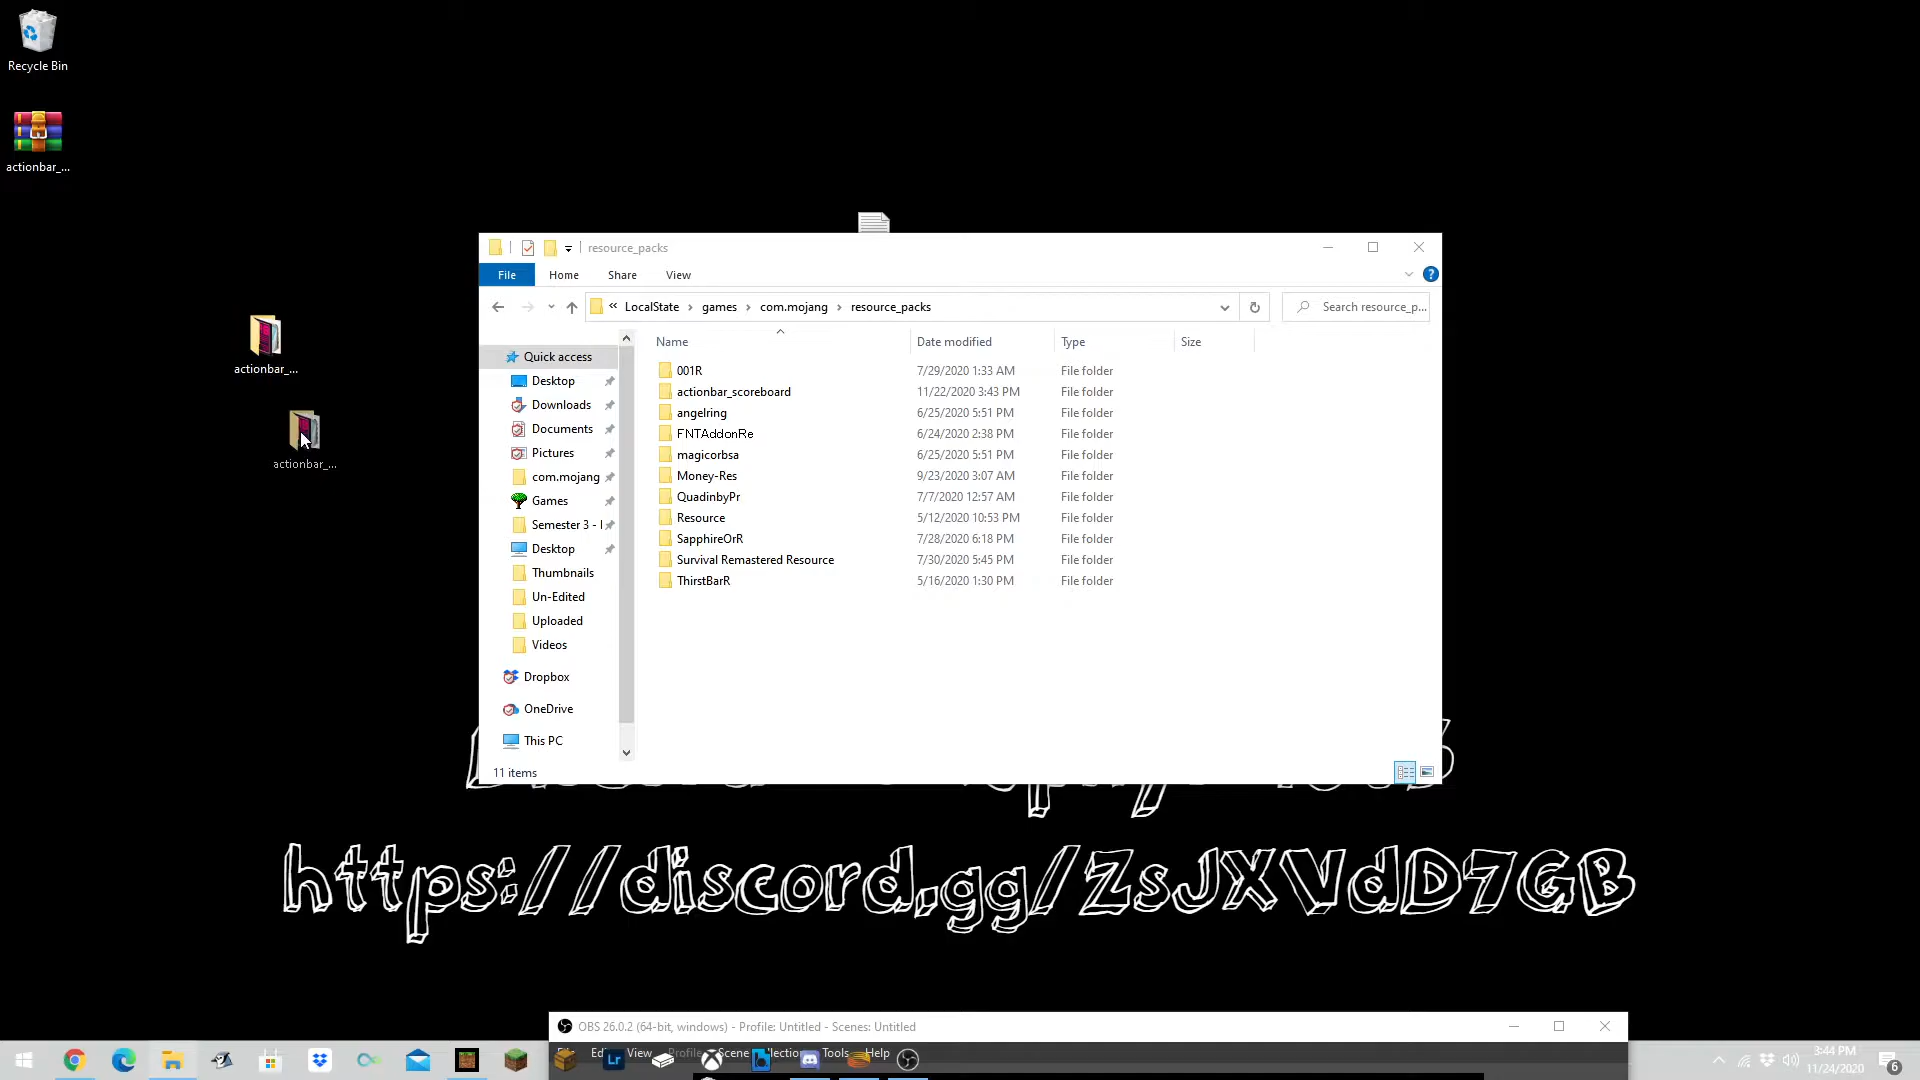 Recycle Bin
actionbar_...
actionbar_...
actionbar_...
resource_packs
File Home Share View
« LocalState > games > com.mojang > resource_packs
Search resource_p...
Name Date modified Type Size
Quick access
Desktop
Downloads
Documents
Pictures
com.mojang
Games
Semester 3 - I
Desktop
Thumbnails
Un-Edited
Uploaded
Videos
Dropbox
OneDrive
This PC
001R 7/29/2020 1:33 AM File folder
actionbar_scoreboard 11/22/2020 3:43 PM File folder
angelring 6/25/2020 5:51 PM File folder
FNTAddonRe 6/24/2020 2:38 PM File folder
magicorbsa 6/25/2020 5:51 PM File folder
Money-Res 9/23/2020 3:07 AM File folder
QuadinbyPr 7/7/2020 12:57 AM File folder
Resource 5/12/2020 10:53 PM File folder
SapphireOrR 7/28/2020 6:18 PM File folder
Survival Remastered Resource 7/30/2020 5:45 PM File folder
ThirstBarR 5/16/2020 1:30 PM File folder
11 items
https://discord.gg/ZsJXVdD7GB
OBS 26.0.2 (64-bit, windows) - Profile: Untitled - Scenes: Untitled
View Profile Scene Tools Help
Lr
3:44 PM
11/24/2020
6